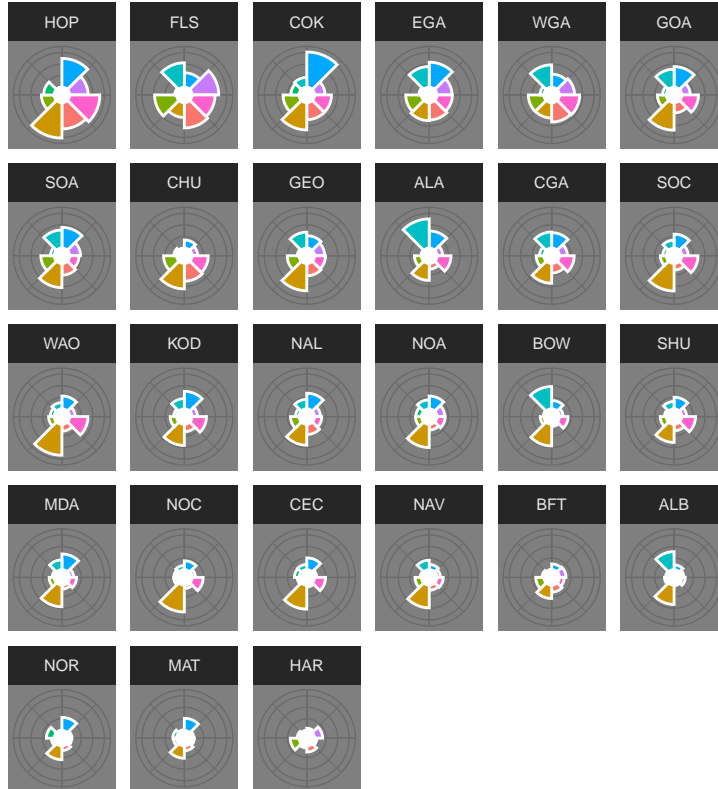 HOP FLS COK EGA WGA GOA
SOA CHU GEO ALA CGA SOC
WAO KOD NAL NOA BOW SHU
MDA NOC CEC NAV BFT ALB
NOR MAT HAR